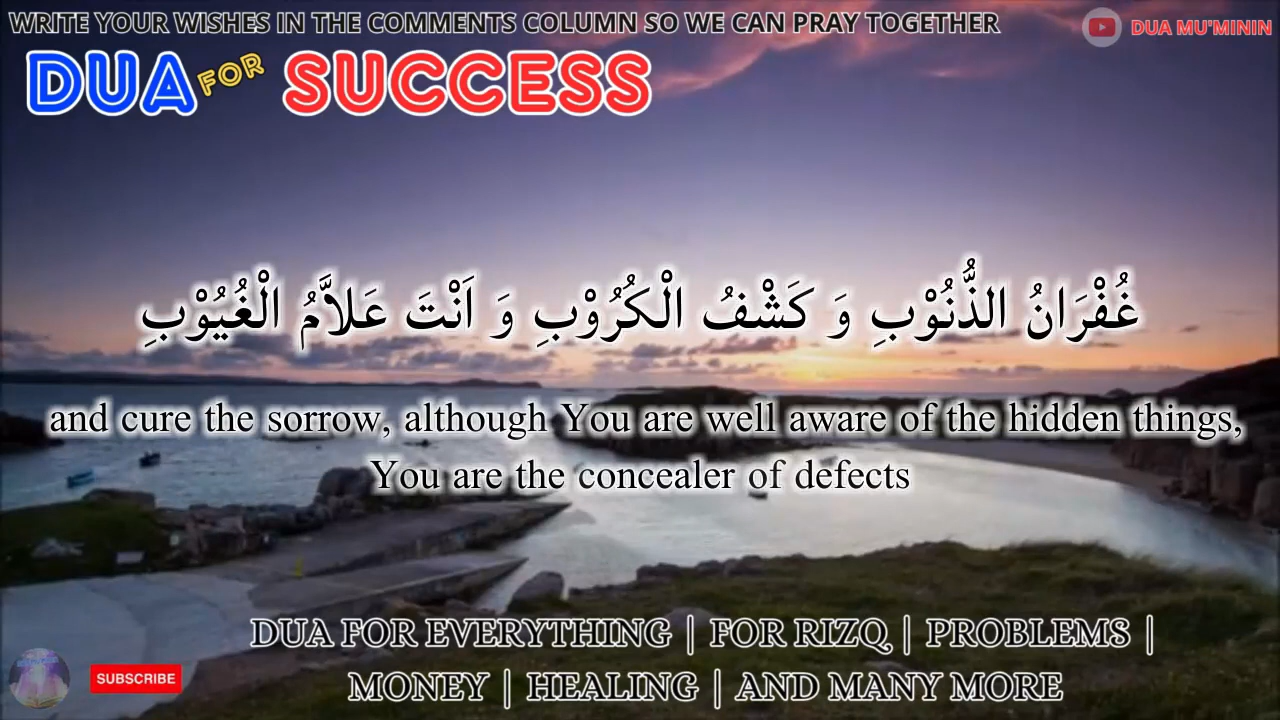 WRITE YOUR WISHES IN THE COMMENTS COLUMN SO WE CAN PRAY TOGETHER
DUA MU'MININ
DUA FOR SUCCESS
غُفْرَانُ الذُّنُوْبِ وَ كَشْفُ الْكُرُوْبِ وَ اَنْتَ عَلاَّمُ الْغُيُوْبِ
and cure the sorrow, although You are well aware of the hidden things,
You are the concealer of defects
DUA FOR EVERYTHING | FOR RIZQ | PROBLEMS |
MONEY | HEALING | AND MANY MORE
SUBSCRIBE